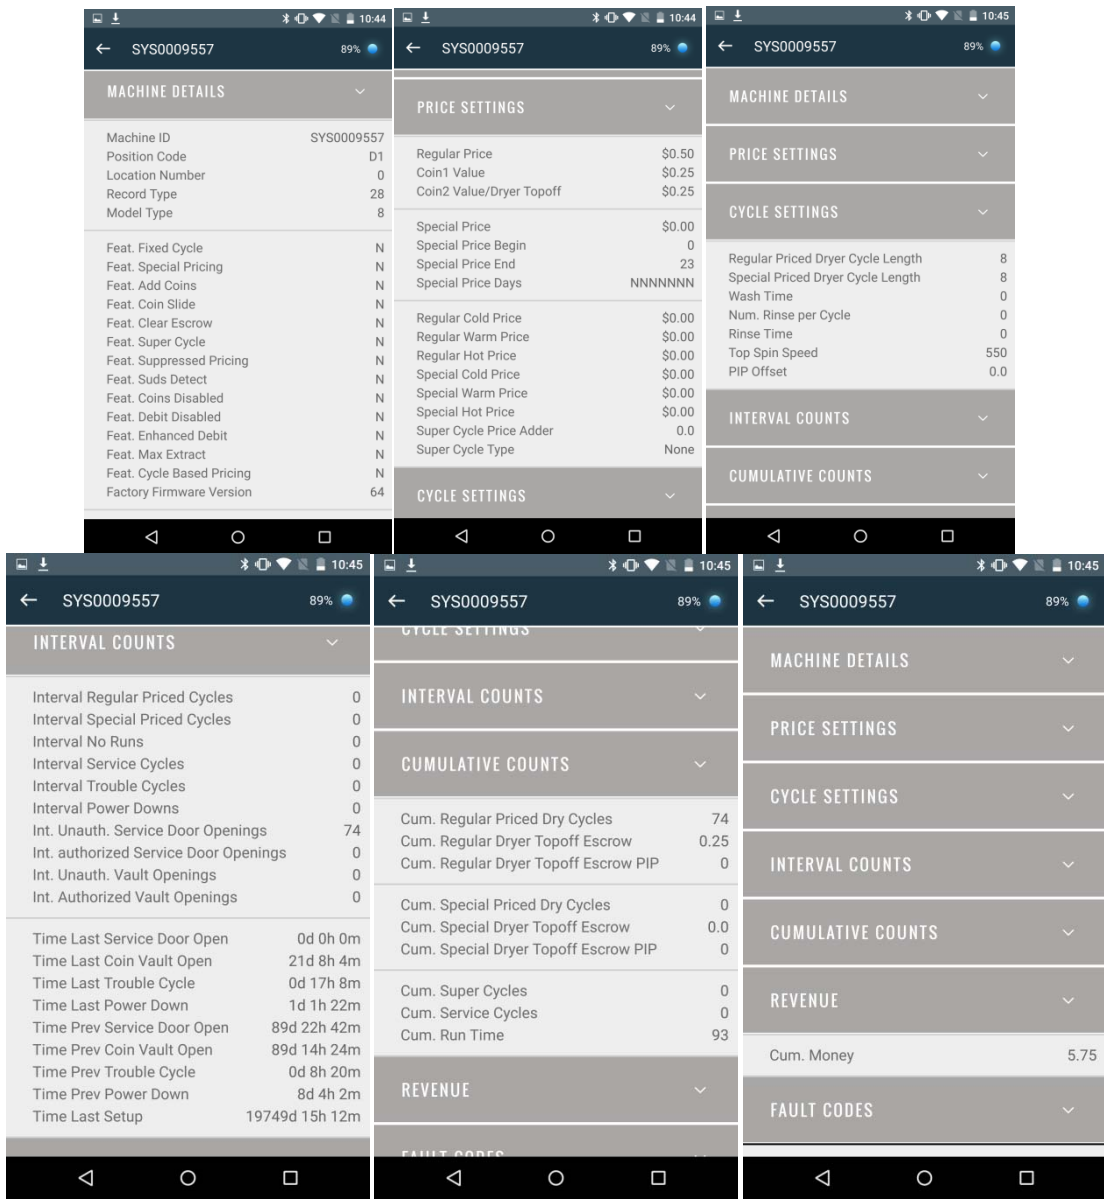 10:44
SYS0009557 89%
MACHINE DETAILS
Machine ID SYS0009557
Position Code D1
Location Number 0
Record Type 28
Model Type 8
Feat. Fixed Cycle N
Feat. Special Pricing N
Feat. Add Coins N
Feat. Coin Slide N
Feat. Clear Escrow N
Feat. Super Cycle N
Feat. Suppressed Pricing N
Feat. Suds Detect N
Feat. Coins Disabled N
Feat. Debit Disabled N
Feat. Enhanced Debit N
Feat. Max Extract N
Feat. Cycle Based Pricing N
Factory Firmware Version 64
10:44
SYS0009557 89%
PRICE SETTINGS
Regular Price $0.50
Coin1 Value $0.25
Coin2 Value/Dryer Topoff $0.25
Special Price $0.00
Special Price Begin 0
Special Price End 23
Special Price Days NNNNNNN
Regular Cold Price $0.00
Regular Warm Price $0.00
Regular Hot Price $0.00
Special Cold Price $0.00
Special Warm Price $0.00
Special Hot Price $0.00
Super Cycle Price Adder 0.0
Super Cycle Type None
CYCLE SETTINGS
10:45
SYS0009557 89%
MACHINE DETAILS
PRICE SETTINGS
CYCLE SETTINGS
Regular Priced Dryer Cycle Length 8
Special Priced Dryer Cycle Length 8
Wash Time 0
Num. Rinse per Cycle 0
Rinse Time 0
Top Spin Speed 550
PIP Offset 0.0
INTERVAL COUNTS
CUMULATIVE COUNTS
10:45
SYS0009557 89%
INTERVAL COUNTS
Interval Regular Priced Cycles 0
Interval Special Priced Cycles 0
Interval No Runs 0
Interval Service Cycles 0
Interval Trouble Cycles 0
Interval Power Downs 0
Int. Unauth. Service Door Openings 74
Int. authorized Service Door Openings 0
Int. Unauth. Vault Openings 0
Int. Authorized Vault Openings 0
Time Last Service Door Open 0d 0h 0m
Time Last Coin Vault Open 21d 8h 4m
Time Last Trouble Cycle 0d 17h 8m
Time Last Power Down 1d 1h 22m
Time Prev Service Door Open 89d 22h 42m
Time Prev Coin Vault Open 89d 14h 24m
Time Prev Trouble Cycle 0d 8h 20m
Time Prev Power Down 8d 4h 2m
Time Last Setup 19749d 15h 12m
10:45
SYS0009557 89%
CYCLE SETTINGS
INTERVAL COUNTS
CUMULATIVE COUNTS
Cum. Regular Priced Dry Cycles 74
Cum. Regular Dryer Topoff Escrow 0.25
Cum. Regular Dryer Topoff Escrow PIP 0
Cum. Special Priced Dry Cycles 0
Cum. Special Dryer Topoff Escrow 0.0
Cum. Special Dryer Topoff Escrow PIP 0
Cum. Super Cycles 0
Cum. Service Cycles 0
Cum. Run Time 93
REVENUE
FAULT CODES
10:45
SYS0009557 89%
MACHINE DETAILS
PRICE SETTINGS
CYCLE SETTINGS
INTERVAL COUNTS
CUMULATIVE COUNTS
REVENUE
Cum. Money 5.75
FAULT CODES